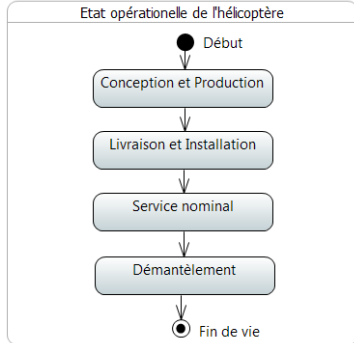 Etat opérationelle de l'hélicoptère
Début
Conception et Production
Livraison et Installation
Service nominal
Démantèlement
Fin de vie